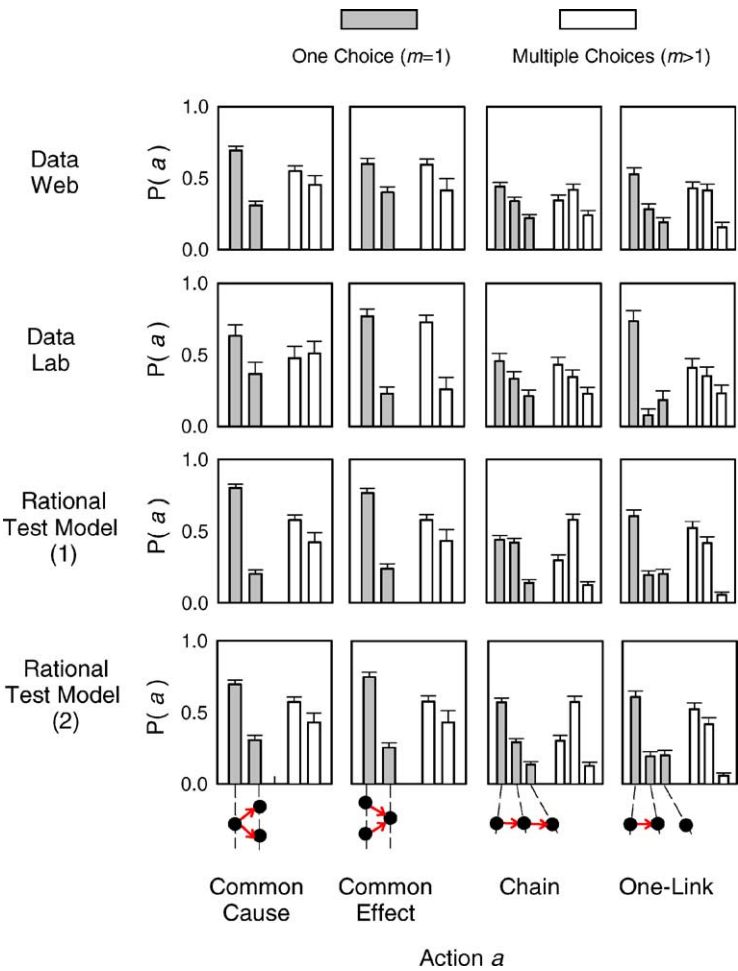 One Choice (m=1) Multiple Choices (m>1)
Data
Web
P( a )
1.0
0.5
0.0
Data
Lab
P( a )
1.0
0.5
0.0
Rational
Test Model
(1)
P( a )
1.0
0.5
0.0
Rational
Test Model
(2)
P( a )
1.0
0.5
0.0
Common
Cause
Common
Effect
Chain
One-Link
Action a